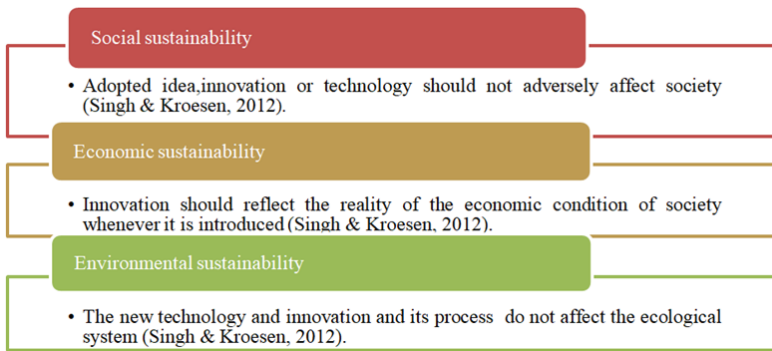 Social sustainability
• Adopted idea,innovation or technology should not adversely affect society
(Singh & Kroesen, 2012).
Economic sustainability
• Innovation should reflect the reality of the economic condition of society
whenever it is introduced (Singh & Kroesen, 2012).
Environmental sustainability
• The new technology and innovation and its process do not affect the ecological
system (Singh & Kroesen, 2012).